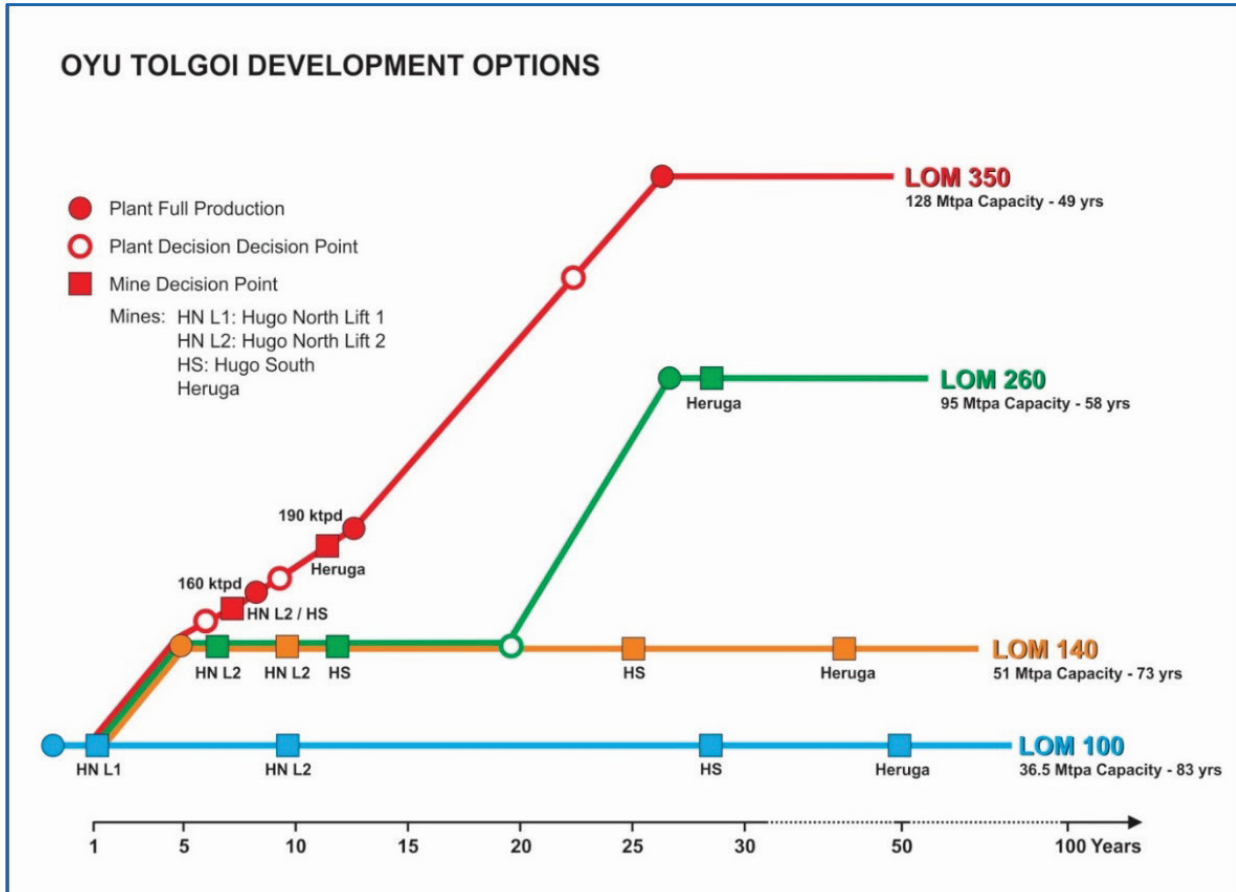 OYU TOLGOI DEVELOPMENT OPTIONS
Plant Full Production
Plant Decision Decision Point
Mine Decision Point
Mines: HN L1: Hugo North Lift 1
HN L2: Hugo North Lift 2
HS: Hugo South
Heruga
LOM 350
128 Mtpa Capacity - 49 yrs
LOM 260
95 Mtpa Capacity - 58 yrs
Heruga
190 ktpd
Heruga
160 ktpd
HN L2 / HS
HN L2
HN L2
HS
HS
Heruga
LOM 140
51 Mtpa Capacity - 73 yrs
HN L1
HN L2
HS
Heruga
LOM 100
36.5 Mtpa Capacity - 83 yrs
1 5 10 15 20 25 30 50 100 Years